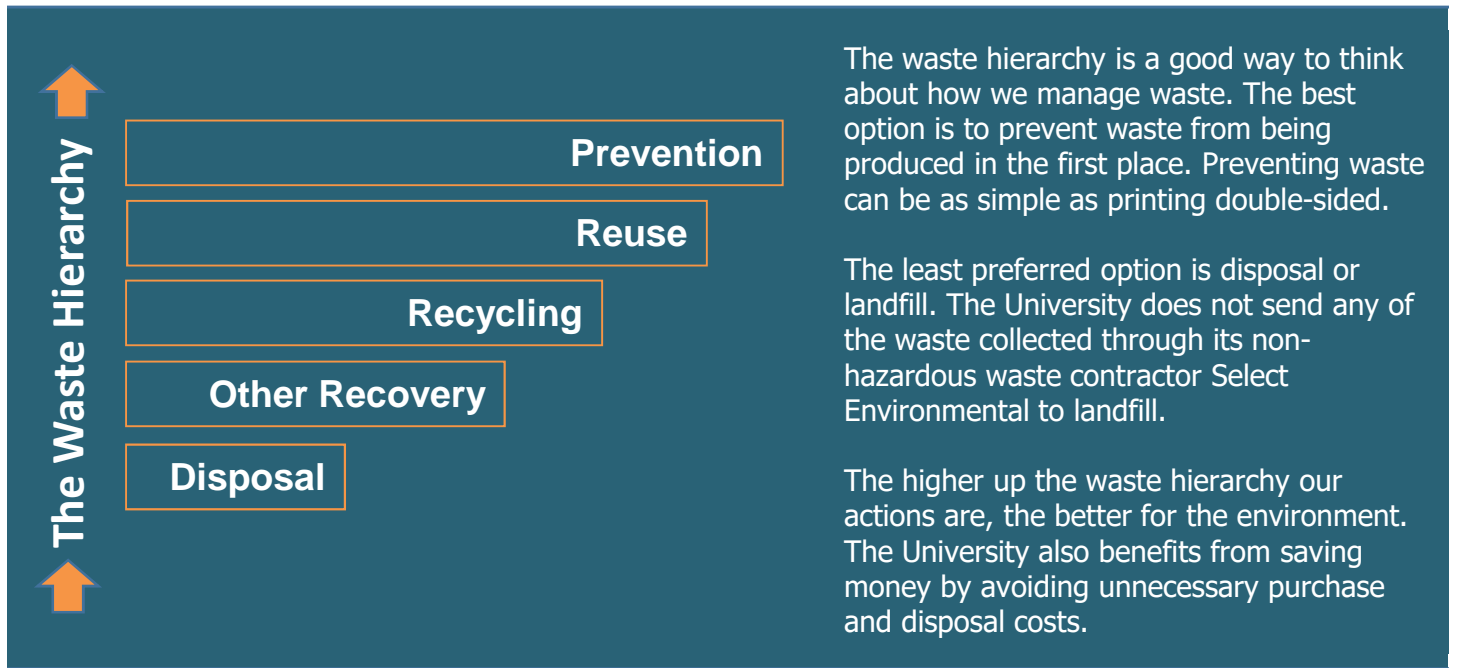 The Waste Hierarchy
Prevention
Reuse
Recycling
Other Recovery
Disposal
The waste hierarchy is a good way to think
about how we manage waste. The best
option is to prevent waste from being
produced in the first place. Preventing waste
can be as simple as printing double-sided.
The least preferred option is disposal or
landfill. The University does not send any of
the waste collected through its non-
hazardous waste contractor Select
Environmental to landfill.
The higher up the waste hierarchy our
actions are, the better for the environment.
The University also benefits from saving
money by avoiding unnecessary purchase
and disposal costs.